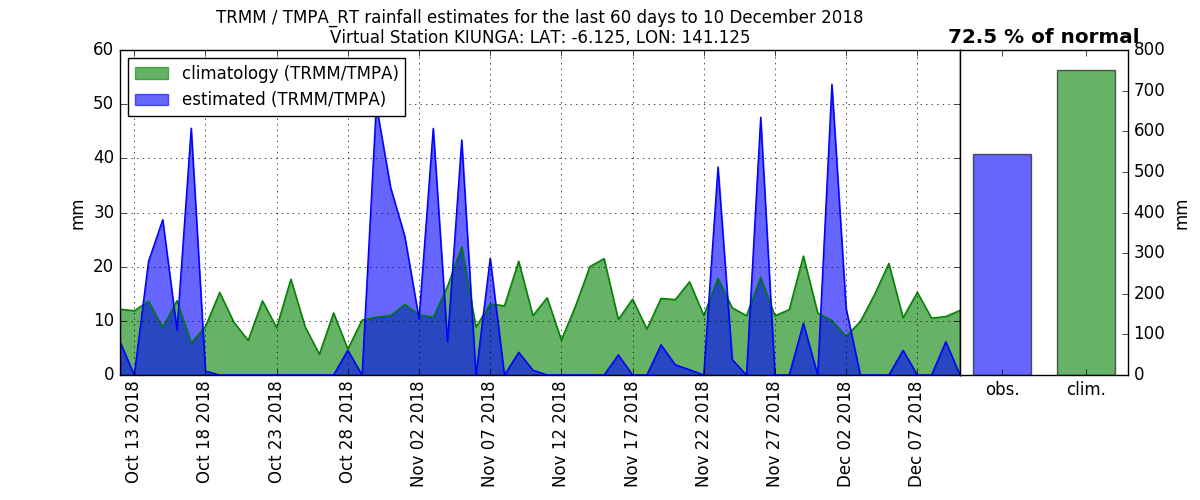 TRMM / TMPA_RT rainfall estimates for the last 60 days to 10 December 2018
Virtual Station KIUNGA: LAT: -6.125, LON: 141.125
72.5 % of normal
climatology (TRMM/TMPA)
estimated (TRMM/TMPA)
mm
60
50
40
30
20
10
0
Oct 13 2018
Oct 18 2018
Oct 23 2018
Oct 28 2018
Nov 02 2018
Nov 07 2018
Nov 12 2018
Nov 17 2018
Nov 22 2018
Nov 27 2018
Dec 02 2018
Dec 07 2018
800
700
600
500
400
300
200
100
0
mm
obs.
clim.